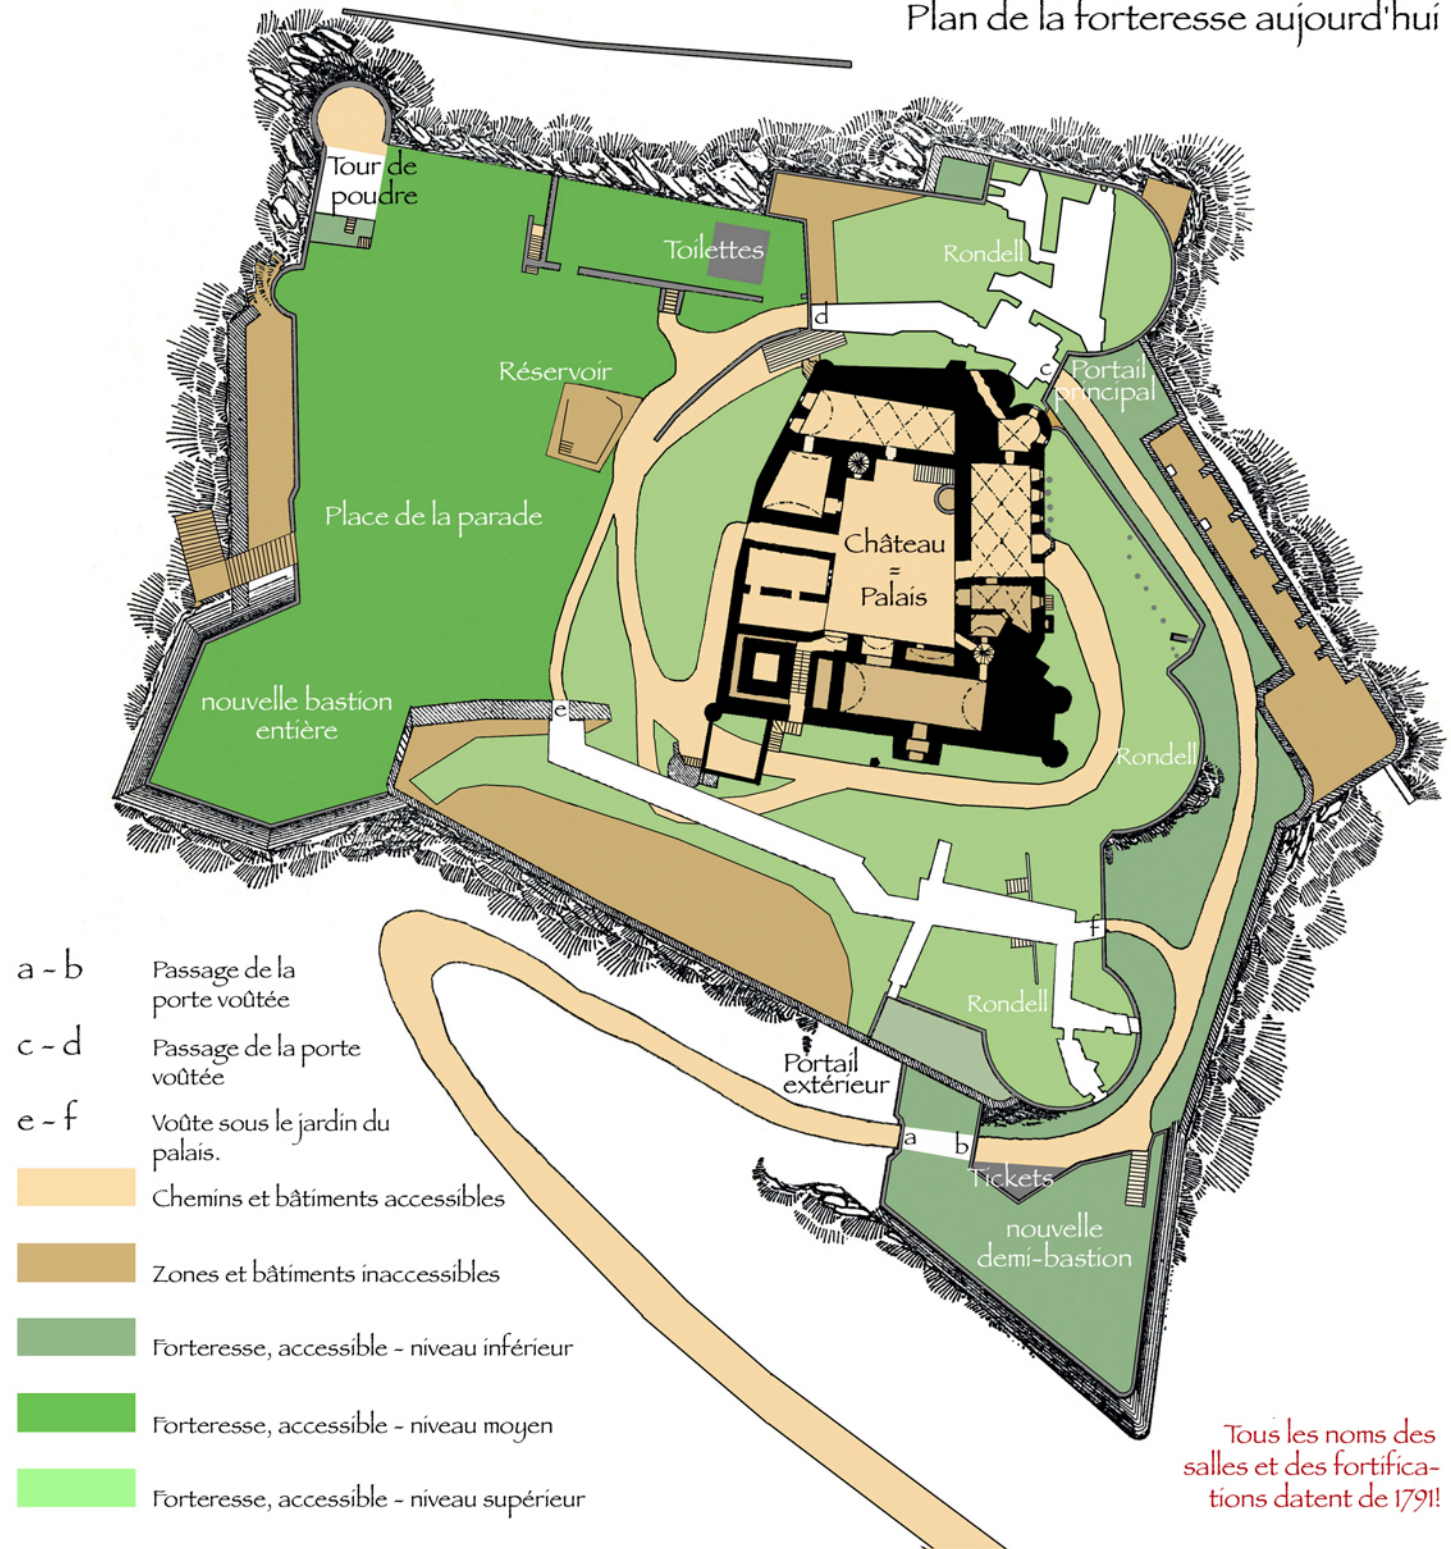 Plan de la forteresse aujourd'hui
Tour de
poudre
Toilettes
Rondell
d
c
Portail
principal
Réservoir
Place de la parade
Château
=
Palais
nouvelle bastion
entière
e
Rondell
f
Rondell
Portail
extérieur
a
b
Tickets
nouvelle
demi-bastion
a - b
Passage de la
porte voûtée
c - d
Passage de la porte
voûtée
e - f
Voûte sous le jardin du
palais.
Chemins et bâtiments accessibles
Zones et bâtiments inaccessibles
Forteresse, accessible - niveau inférieur
Forteresse, accessible - niveau moyen
Forteresse, accessible - niveau supérieur
Tous les noms des
salles et des fortifica-
tions datent de 1791!